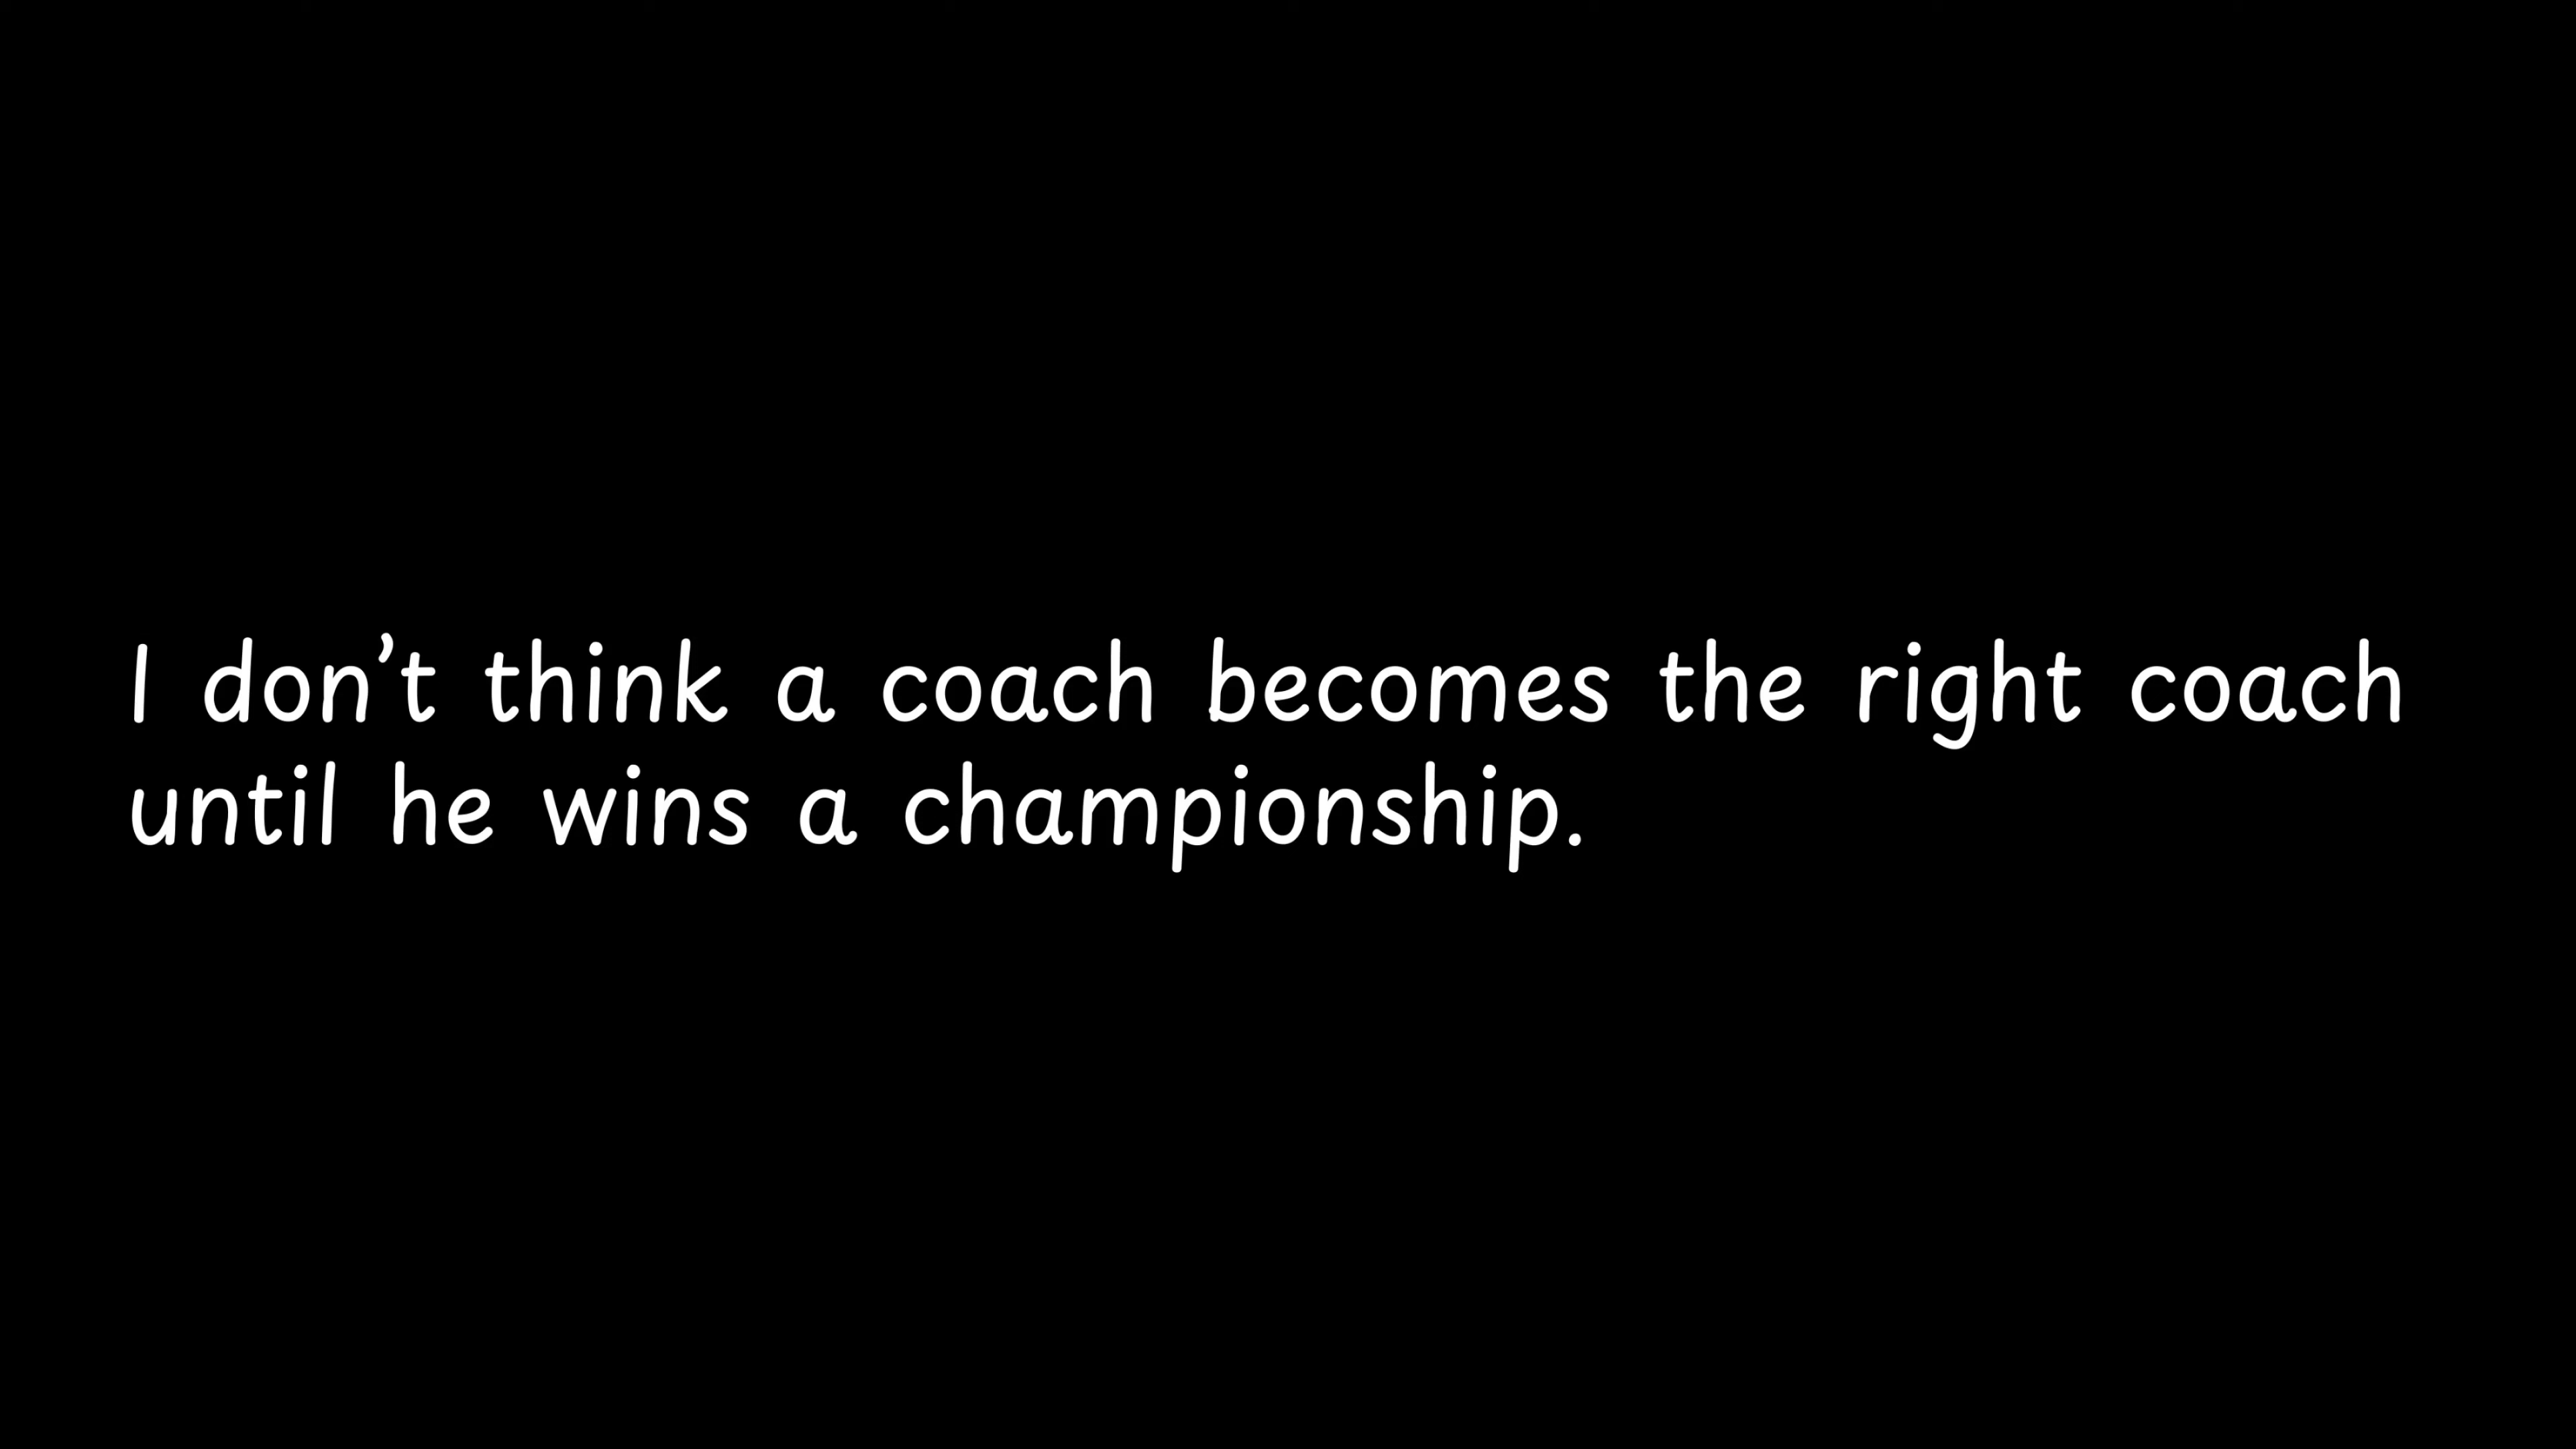 I don’t think a coach becomes the right coach
until he wins a championship.